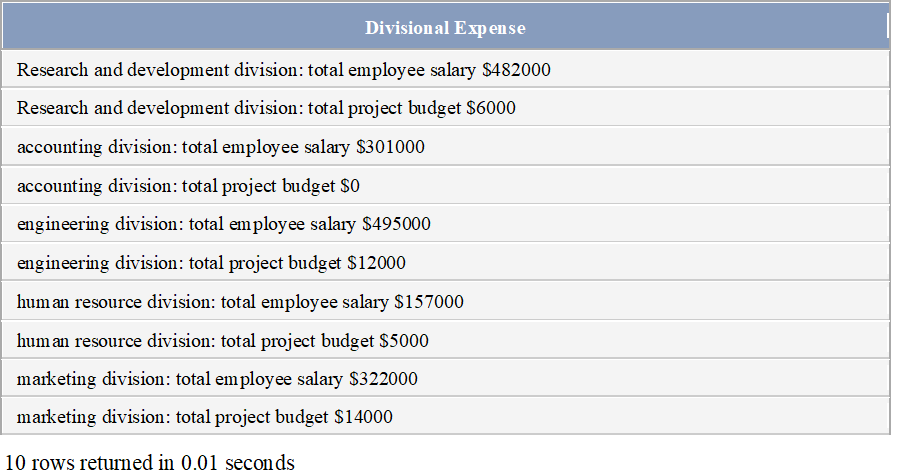 Divisional Expense
Research and development division: total employee salary $482000
Research and development division: total project budget $6000
accounting division: total employee salary $301000
accounting division: total project budget $0
engineering division: total employee salary $495000
engineering division: total project budget $12000
human resource division: total employee salary $157000
human resource division: total project budget $5000
marketing division: total employee salary $322000
marketing division: total project budget $14000
10 rows returned in 0.01 seconds